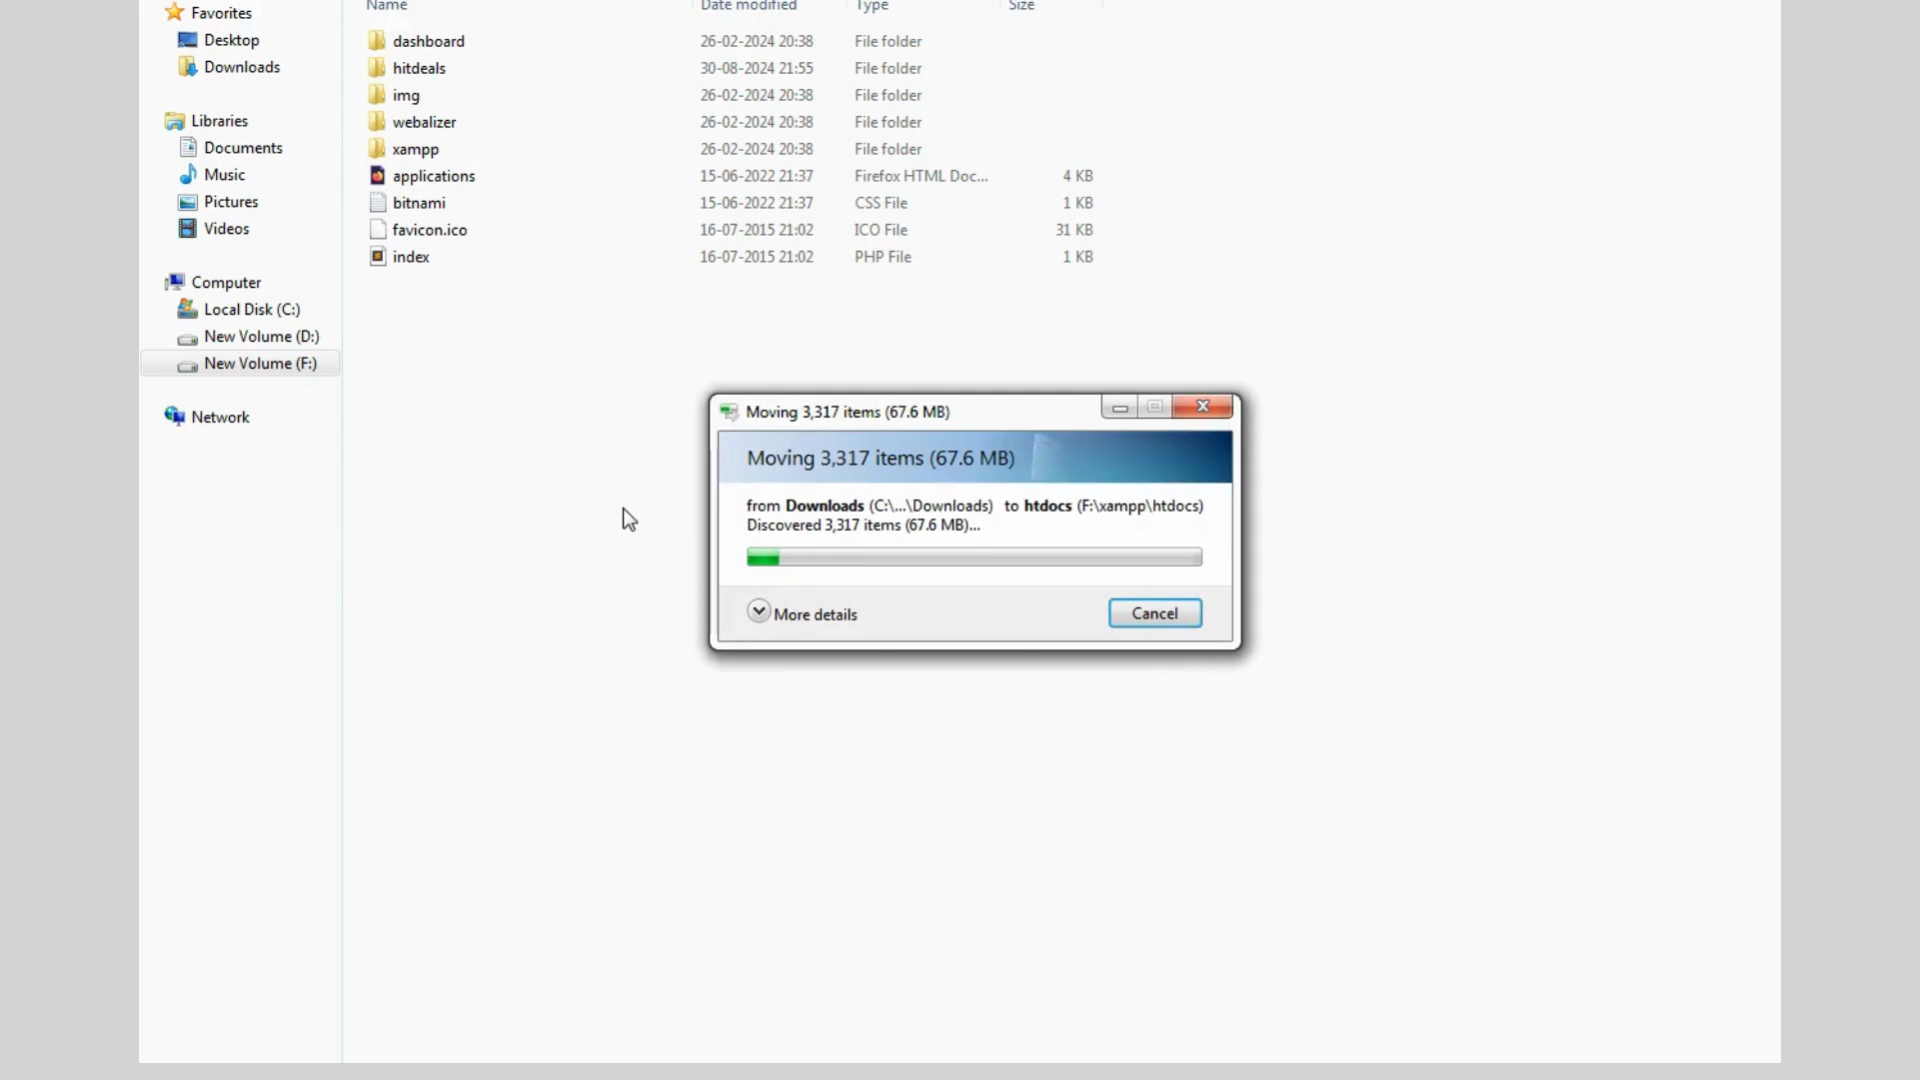 Name Date modified Type Size
Favorites
Desktop
Downloads
Libraries
Documents
Music
Pictures
Videos
Computer
Local Disk (C:)
New Volume (D:)
New Volume (F:)
Network
dashboard 26-02-2024 20:38 File folder
hitdeals 30-08-2024 21:55 File folder
img 26-02-2024 20:38 File folder
webalizer 26-02-2024 20:38 File folder
xampp 26-02-2024 20:38 File folder
applications 15-06-2022 21:37 Firefox HTML Doc... 4 KB
bitnami 15-06-2022 21:37 CSS File 1 KB
favicon.ico 16-07-2015 21:02 ICO File 31 KB
index 16-07-2015 21:02 PHP File 1 KB
Moving 3,317 items (67.6 MB)
Moving 3,317 items (67.6 MB)
from Downloads (C:\...\Downloads) to htdocs (F:\xampp\htdocs)
Discovered 3,317 items (67.6 MB)...
More details
Cancel